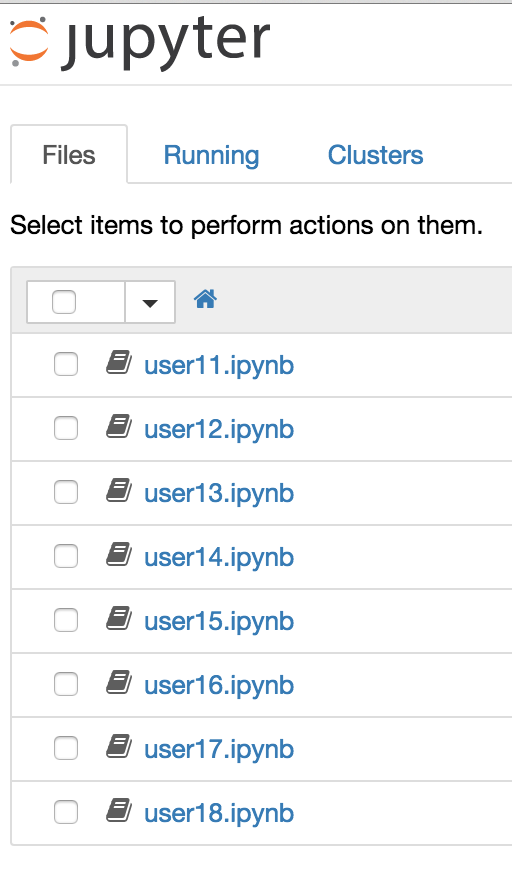 jupyter
Files Running Clusters
Select items to perform actions on them.
user11.ipynb
user12.ipynb
user13.ipynb
user14.ipynb
user15.ipynb
user16.ipynb
user17.ipynb
user18.ipynb